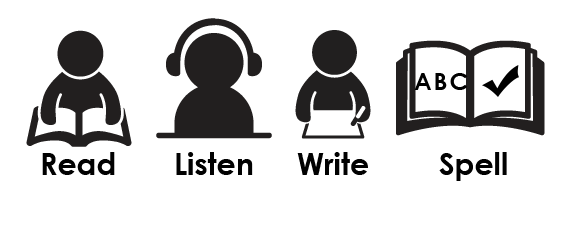 ABC
Read Listen Write Spell